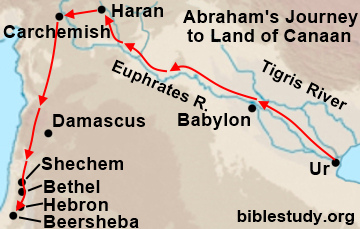 Haran
Abraham's Journey
to Land of Canaan
Carchemish
Euphrates R.
Tigris River
Babylon
Damascus
Ur
Shechem
Bethel
Hebron
Beersheba
biblestudy.org